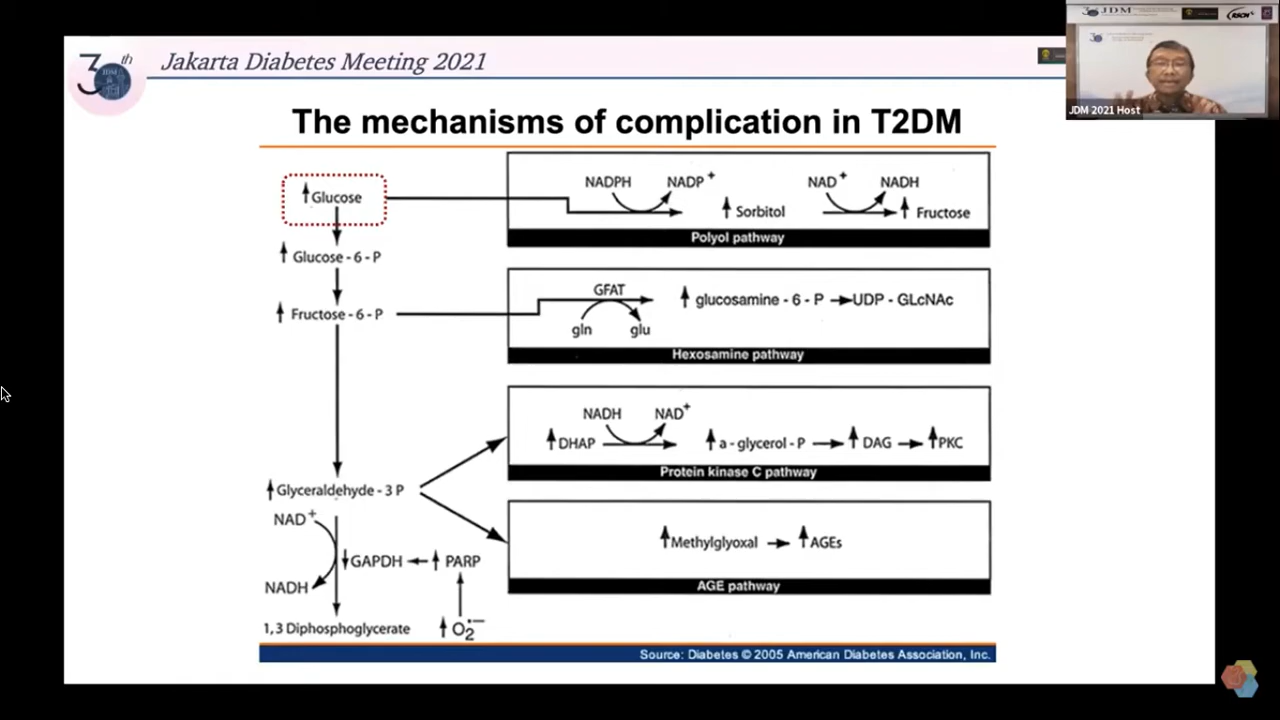 30th
JDM
Jakarta Diabetes Meeting 2021
JDM
JDM 2021 Host
The mechanisms of complication in T2DM
↑Glucose
↑ Glucose - 6 - P
↑ Fructose - 6 - P
↑Glyceraldehyde - 3 P
NAD+
↓GAPDH ← ↑ PARP
NADH
1, 3 Diphosphoglycerate
↑ O2•−
NADPH NADP+ NAD+ NADH
↑ Sorbitol → ↑ Fructose
Polyol pathway
GFAT
↑ glucosamine - 6 - P →UDP - GLcNAc
gln glu
Hexosamine pathway
NADH NAD+
↑DHAP → ↑a - glycerol - P → ↑DAG → ↑PKC
Protein kinase C pathway
↑Methylglyoxal → ↑AGEs
AGE pathway
Source: Diabetes © 2005 American Diabetes Association, Inc.